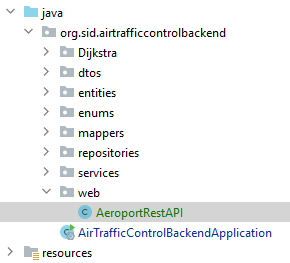 java
org.sid.airtrafficcontrolbackend
Dijkstra
dtos
entities
enums
mappers
repositories
services
web
AeroportRestAPI
AirTrafficControlBackendApplication
resources